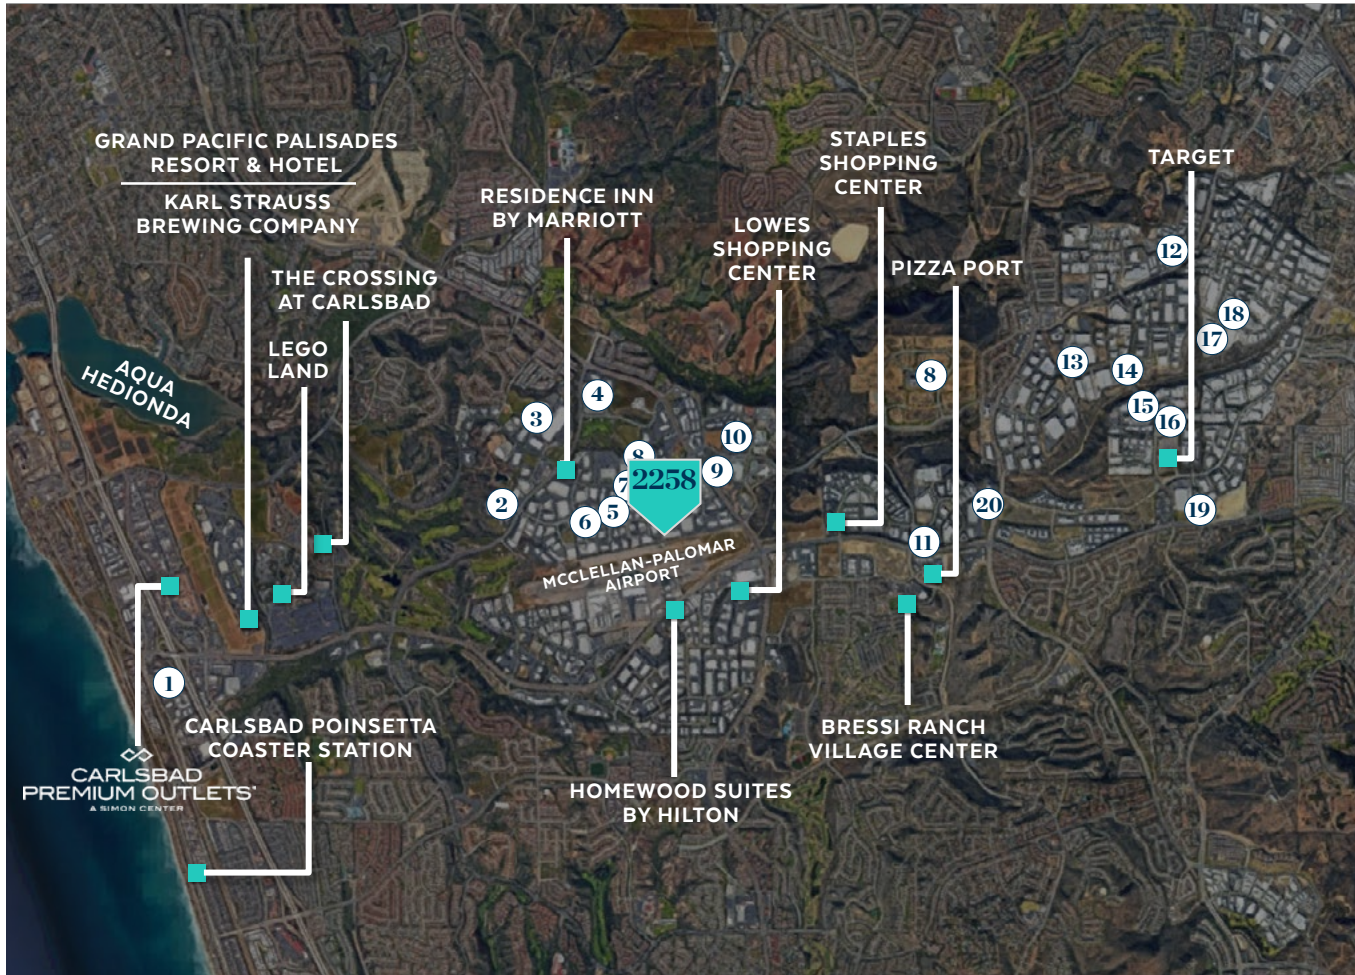 GRAND PACIFIC PALISADES
RESORT & HOTEL
KARL STRAUSS
BREWING COMPANY
THE CROSSING
AT CARLSBAD
LEGO
LAND
AQUA
HEDIONDA
RESIDENCE INN
BY MARRIOTT
LOWES
SHOPPING
CENTER
STAPLES
SHOPPING
CENTER
PIZZA PORT
TARGET
12
18
17
13
14
8
15
16
4
3
10
8
9
7
2258
2
5
6
20
19
11
MCCLELLAN-PALOMAR
AIRPORT
1
CARLSBAD POINSETTA
COASTER STATION
CARLSBAD
PREMIUM OUTLETS®
A SIMON CENTER
HOMEWOOD SUITES
BY HILTON
BRESSI RANCH
VILLAGE CENTER